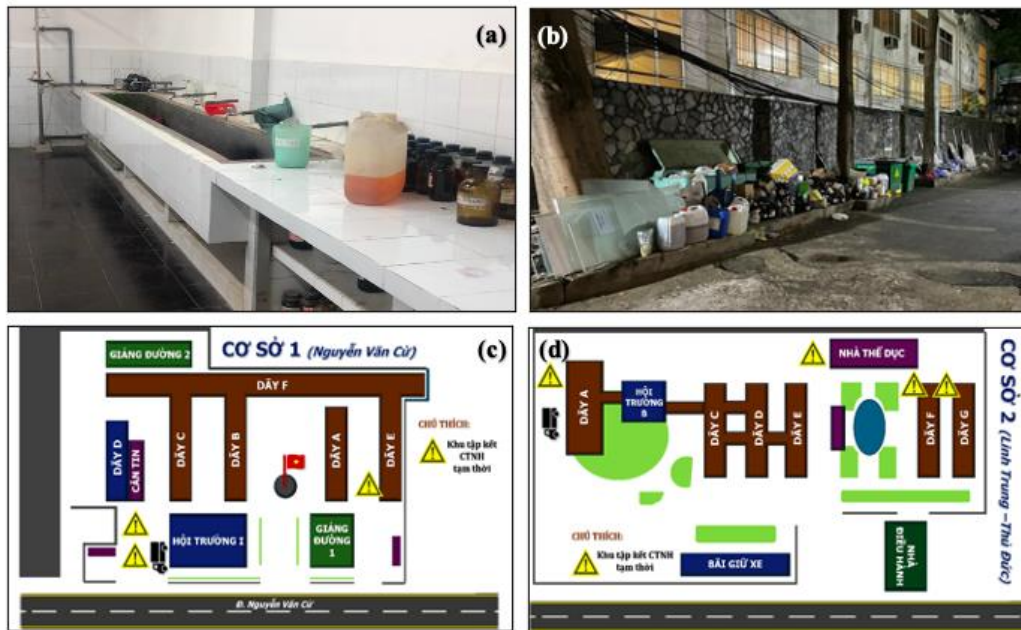 (a)
(b)
CƠ SỞ 1 (Nguyễn Văn Cừ)
(c)
GIẢNG ĐƯỜNG 2
DÃY F
DÃY D
CĂN TIN
DÃY C
DÃY B
DÃY A
DÃY E
CHÚ THÍCH:
Khu tập kết
CTNH
tạm thời
HỘI TRƯỜNG I
GIẢNG
ĐƯỜNG
1
Đ. Nguyễn Văn Cừ
(d)
CƠ SỞ 2 (Linh Trung –Thủ Đức)
DÃY A
HỘI
TRƯỜNG
B
DÃY C
DÃY D
DÃY E
NHÀ THỂ DỤC
DÃY F
DÃY G
CHÚ THÍCH:
Khu tập kết CTNH
tạm thời
BÃI GIỮ XE
NHÀ
ĐIỀU HÀNH